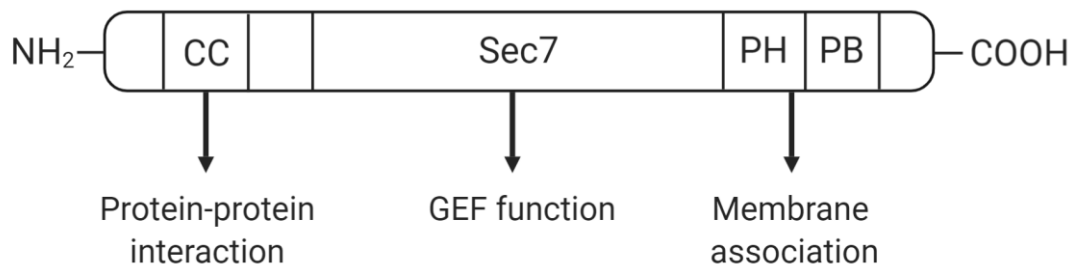 NH₂ CC Sec7 PH PB COOH
Protein-protein
interaction
GEF function
Membrane
association